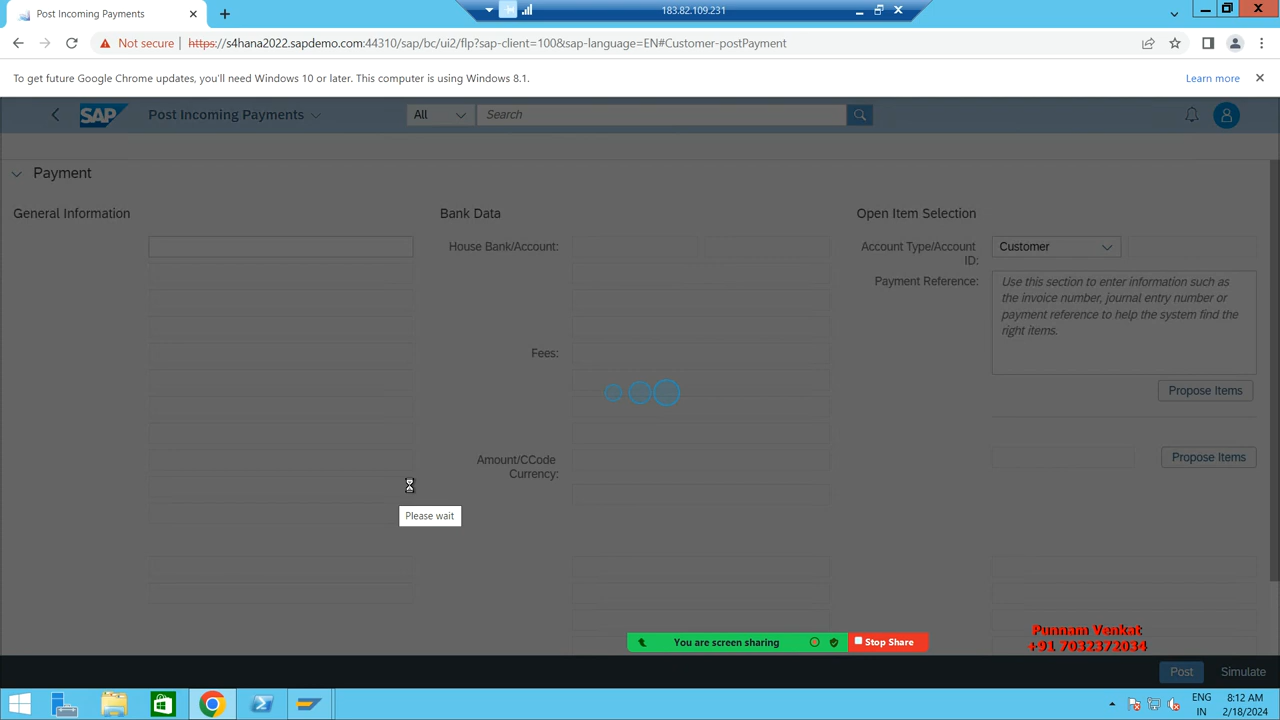 Post Incoming Payments
183.82.109.231
Not secure
https://s4hana2022.sapdemo.com:44310/sap/bc/ui2/flp?sap-client=100&sap-language=EN#Customer-postPayment
To get future Google Chrome updates, you'll need Windows 10 or later. This computer is using Windows 8.1.
Learn more
SAP
Post Incoming Payments
All
Search
Payment
General Information
Bank Data
Open Item Selection
House Bank/Account:
Account Type/Account
ID:
Customer
Payment Reference:
Use this section to enter information such as
the invoice number, journal entry number or
payment reference to help the system find the
right items.
Fees:
Propose Items
Amount/CCode
Currency:
Propose Items
Please wait
You are screen sharing
Stop Share
Punnam Venkat
+91 7032372034
Post
Simulate
ENG
IN
8:12 AM
2/18/2024